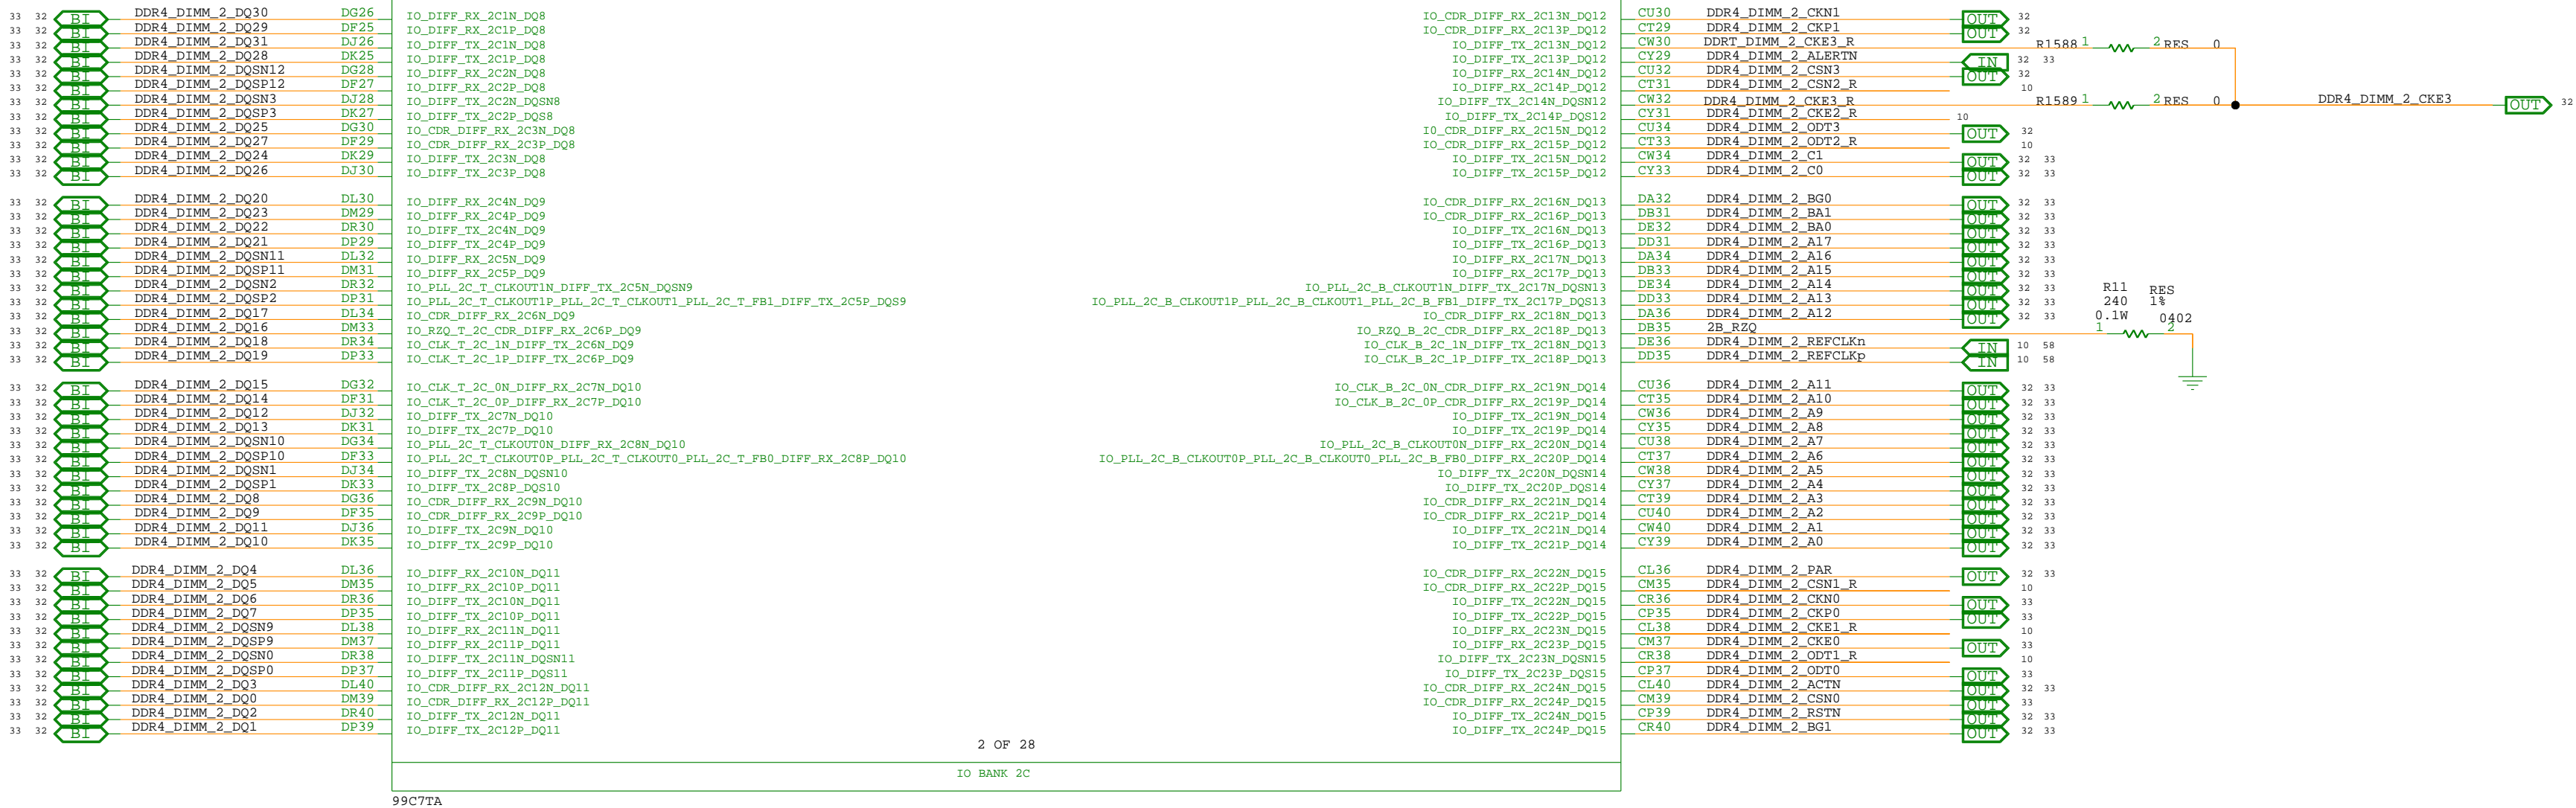 33 32 BI DDR4_DIMM_2_DQ30 DG26 IO_DIFF_RX_2C1N_DQ8 IO_CDR_DIFF_RX_2C13N_DQ12 CU30 DDR4_DIMM_2_CKN1 OUT 32
33 32 BI DDR4_DIMM_2_DQ29 DF25 IO_DIFF_RX_2C1P_DQ8 IO_CDR_DIFF_RX_2C13P_DQ12 CT29 DDR4_DIMM_2_CKP1 OUT 32
33 32 BI DDR4_DIMM_2_DQ31 DJ26 IO_DIFF_TX_2C1N_DQ8 IO_DIFF_TX_2C13N_DQ12 CW30 DDRT_DIMM_2_CKE3_R R1588 1 2 RES 0
33 32 BI DDR4_DIMM_2_DQ28 DK25 IO_DIFF_TX_2C1P_DQ8 IO_DIFF_TX_2C13P_DQ12 CY29 DDR4_DIMM_2_ALERTN IN 32 33
33 32 BI DDR4_DIMM_2_DQSN12 DG28 IO_DIFF_RX_2C2N_DQ8 IO_DIFF_RX_2C14N_DQ12 CU32 DDR4_DIMM_2_CSN3 OUT 32
33 32 BI DDR4_DIMM_2_DQSP12 DF27 IO_DIFF_RX_2C2P_DQ8 IO_DIFF_RX_2C14P_DQ12 CT31 DDR4_DIMM_2_CSN2_R 10
33 32 BI DDR4_DIMM_2_DQSN3 DJ28 IO_DIFF_TX_2C2N_DQSN8 IO_DIFF_TX_2C14N_DQSN12 CW32 DDR4_DIMM_2_CKE3_R R1589 1 2 RES 0 DDR4_DIMM_2_CKE3 OUT 32
33 32 BI DDR4_DIMM_2_DQSP3 DK27 IO_DIFF_TX_2C2P_DQS8 IO_DIFF_TX_2C14P_DQS12 CY31 DDR4_DIMM_2_CKE2_R 10
33 32 BI DDR4_DIMM_2_DQ25 DG30 IO_CDR_DIFF_RX_2C3N_DQ8 I0_CDR_DIFF_RX_2C15N_DQ12 CU34 DDR4_DIMM_2_ODT3 OUT 32
33 32 BI DDR4_DIMM_2_DQ27 DF29 IO_CDR_DIFF_RX_2C3P_DQ8 IO_CDR_DIFF_RX_2C15P_DQ12 CT33 DDR4_DIMM_2_ODT2_R 10
33 32 BI DDR4_DIMM_2_DQ24 DK29 IO_DIFF_TX_2C3N_DQ8 IO_DIFF_TX_2C15N_DQ12 CW34 DDR4_DIMM_2_C1 OUT 32 33
33 32 BI DDR4_DIMM_2_DQ26 DJ30 IO_DIFF_TX_2C3P_DQ8 IO_DIFF_TX_2C15P_DQ12 CY33 DDR4_DIMM_2_C0 OUT 32 33
33 32 BI DDR4_DIMM_2_DQ20 DL30 IO_DIFF_RX_2C4N_DQ9 IO_CDR_DIFF_RX_2C16N_DQ13 DA32 DDR4_DIMM_2_BG0 OUT 32 33
33 32 BI DDR4_DIMM_2_DQ23 DM29 IO_DIFF_RX_2C4P_DQ9 IO_CDR_DIFF_RX_2C16P_DQ13 DB31 DDR4_DIMM_2_BA1 OUT 32 33
33 32 BI DDR4_DIMM_2_DQ22 DR30 IO_DIFF_TX_2C4N_DQ9 IO_DIFF_TX_2C16N_DQ13 DE32 DDR4_DIMM_2_BA0 OUT 32 33
33 32 BI DDR4_DIMM_2_DQ21 DP29 IO_DIFF_TX_2C4P_DQ9 IO_DIFF_TX_2C16P_DQ13 DD31 DDR4_DIMM_2_A17 OUT 32 33
33 32 BI DDR4_DIMM_2_DQSN11 DL32 IO_DIFF_RX_2C5N_DQ9 IO_DIFF_RX_2C17N_DQ13 DA34 DDR4_DIMM_2_A16 OUT 32 33
33 32 BI DDR4_DIMM_2_DQSP11 DM31 IO_DIFF_RX_2C5P_DQ9 IO_DIFF_RX_2C17P_DQ13 DB33 DDR4_DIMM_2_A15 OUT 32 33
33 32 BI DDR4_DIMM_2_DQSN2 DR32 IO_PLL_2C_T_CLKOUT1N_DIFF_TX_2C5N_DQSN9 IO_PLL_2C_B_CLKOUT1N_DIFF_TX_2C17N_DQSN13 DE34 DDR4_DIMM_2_A14 OUT 32 33
33 32 BI DDR4_DIMM_2_DQSP2 DP31 IO_PLL_2C_T_CLKOUT1P_PLL_2C_T_CLKOUT1_PLL_2C_T_FB1_DIFF_TX_2C5P_DQS9 IO_PLL_2C_B_CLKOUT1P_PLL_2C_B_CLKOUT1_PLL_2C_B_FB1_DIFF_TX_2C17P_DQS13 DD33 DDR4_DIMM_2_A13 OUT 32 33
33 32 BI DDR4_DIMM_2_DQ17 DL34 IO_CDR_DIFF_RX_2C6N_DQ9 IO_CDR_DIFF_RX_2C18N_DQ13 DA36 DDR4_DIMM_2_A12 OUT 32 33
33 32 BI DDR4_DIMM_2_DQ16 DM33 IO_RZQ_T_2C_CDR_DIFF_RX_2C6P_DQ9 IO_RZQ_B_2C_CDR_DIFF_RX_2C18P_DQ13 DB35 2B_RZQ
R11 RES
240 1%
0.1W 0402
1 2
33 32 BI DDR4_DIMM_2_DQ18 DR34 IO_CLK_T_2C_1N_DIFF_TX_2C6N_DQ9 IO_CLK_B_2C_1N_DIFF_TX_2C18N_DQ13 DE36 DDR4_DIMM_2_REFCLKn IN 10 58
33 32 BI DDR4_DIMM_2_DQ19 DP33 IO_CLK_T_2C_1P_DIFF_TX_2C6P_DQ9 IO_CLK_B_2C_1P_DIFF_TX_2C18P_DQ13 DD35 DDR4_DIMM_2_REFCLKp IN 10 58
33 32 BI DDR4_DIMM_2_DQ15 DG32 IO_CLK_T_2C_0N_DIFF_RX_2C7N_DQ10 IO_CLK_B_2C_0N_CDR_DIFF_RX_2C19N_DQ14 CU36 DDR4_DIMM_2_A11 OUT 32 33
33 32 BI DDR4_DIMM_2_DQ14 DF31 IO_CLK_T_2C_0P_DIFF_RX_2C7P_DQ10 IO_CLK_B_2C_0P_CDR_DIFF_RX_2C19P_DQ14 CT35 DDR4_DIMM_2_A10 OUT 32 33
33 32 BI DDR4_DIMM_2_DQ12 DJ32 IO_DIFF_TX_2C7N_DQ10 IO_DIFF_TX_2C19N_DQ14 CW36 DDR4_DIMM_2_A9 OUT 32 33
33 32 BI DDR4_DIMM_2_DQ13 DK31 IO_DIFF_TX_2C7P_DQ10 IO_DIFF_TX_2C19P_DQ14 CY35 DDR4_DIMM_2_A8 OUT 32 33
33 32 BI DDR4_DIMM_2_DQSN10 DG34 IO_PLL_2C_T_CLKOUT0N_DIFF_RX_2C8N_DQ10 IO_PLL_2C_B_CLKOUT0N_DIFF_RX_2C20N_DQ14 CU38 DDR4_DIMM_2_A7 OUT 32 33
33 32 BI DDR4_DIMM_2_DQSP10 DF33 IO_PLL_2C_T_CLKOUT0P_PLL_2C_T_CLKOUT0_PLL_2C_T_FB0_DIFF_RX_2C8P_DQ10 IO_PLL_2C_B_CLKOUT0P_PLL_2C_B_CLKOUT0_PLL_2C_B_FB0_DIFF_RX_2C20P_DQ14 CT37 DDR4_DIMM_2_A6 OUT 32 33
33 32 BI DDR4_DIMM_2_DQSN1 DJ34 IO_DIFF_TX_2C8N_DQSN10 IO_DIFF_TX_2C20N_DQSN14 CW38 DDR4_DIMM_2_A5 OUT 32 33
33 32 BI DDR4_DIMM_2_DQSP1 DK33 IO_DIFF_TX_2C8P_DQS10 IO_DIFF_TX_2C20P_DQS14 CY37 DDR4_DIMM_2_A4 OUT 32 33
33 32 BI DDR4_DIMM_2_DQ8 DG36 IO_CDR_DIFF_RX_2C9N_DQ10 IO_CDR_DIFF_RX_2C21N_DQ14 CT39 DDR4_DIMM_2_A3 OUT 32 33
33 32 BI DDR4_DIMM_2_DQ9 DF35 IO_CDR_DIFF_RX_2C9P_DQ10 IO_CDR_DIFF_RX_2C21P_DQ14 CU40 DDR4_DIMM_2_A2 OUT 32 33
33 32 BI DDR4_DIMM_2_DQ11 DJ36 IO_DIFF_TX_2C9N_DQ10 IO_DIFF_TX_2C21N_DQ14 CW40 DDR4_DIMM_2_A1 OUT 32 33
33 32 BI DDR4_DIMM_2_DQ10 DK35 IO_DIFF_TX_2C9P_DQ10 IO_DIFF_TX_2C21P_DQ14 CY39 DDR4_DIMM_2_A0 OUT 32 33
33 32 BI DDR4_DIMM_2_DQ4 DL36 IO_DIFF_RX_2C10N_DQ11 IO_CDR_DIFF_RX_2C22N_DQ15 CL36 DDR4_DIMM_2_PAR OUT 32 33
33 32 BI DDR4_DIMM_2_DQ5 DM35 IO_DIFF_RX_2C10P_DQ11 IO_CDR_DIFF_RX_2C22P_DQ15 CM35 DDR4_DIMM_2_CSN1_R 10
33 32 BI DDR4_DIMM_2_DQ6 DR36 IO_DIFF_TX_2C10N_DQ11 IO_DIFF_TX_2C22N_DQ15 CR36 DDR4_DIMM_2_CKN0 OUT 33
33 32 BI DDR4_DIMM_2_DQ7 DP35 IO_DIFF_TX_2C10P_DQ11 IO_DIFF_TX_2C22P_DQ15 CP35 DDR4_DIMM_2_CKP0 OUT 33
33 32 BI DDR4_DIMM_2_DQSN9 DL38 IO_DIFF_RX_2C11N_DQ11 IO_DIFF_RX_2C23N_DQ15 CL38 DDR4_DIMM_2_CKE1_R 10
33 32 BI DDR4_DIMM_2_DQSP9 DM37 IO_DIFF_RX_2C11P_DQ11 IO_DIFF_RX_2C23P_DQ15 CM37 DDR4_DIMM_2_CKE0 OUT 33
33 32 BI DDR4_DIMM_2_DQSN0 DR38 IO_DIFF_TX_2C11N_DQSN11 IO_DIFF_TX_2C23N_DQSN15 CR38 DDR4_DIMM_2_ODT1_R 10
33 32 BI DDR4_DIMM_2_DQSP0 DP37 IO_DIFF_TX_2C11P_DQS11 IO_DIFF_TX_2C23P_DQS15 CP37 DDR4_DIMM_2_ODT0 OUT 33
33 32 BI DDR4_DIMM_2_DQ3 DL40 IO_CDR_DIFF_RX_2C12N_DQ11 IO_CDR_DIFF_RX_2C24N_DQ15 CL40 DDR4_DIMM_2_ACTN OUT 32 33
33 32 BI DDR4_DIMM_2_DQ0 DM39 IO_CDR_DIFF_RX_2C12P_DQ11 IO_CDR_DIFF_RX_2C24P_DQ15 CM39 DDR4_DIMM_2_CSN0 OUT 33
33 32 BI DDR4_DIMM_2_DQ2 DR40 IO_DIFF_TX_2C12N_DQ11 IO_DIFF_TX_2C24N_DQ15 CP39 DDR4_DIMM_2_RSTN OUT 32 33
33 32 BI DDR4_DIMM_2_DQ1 DP39 IO_DIFF_TX_2C12P_DQ11 IO_DIFF_TX_2C24P_DQ15 CR40 DDR4_DIMM_2_BG1 OUT 32 33
2 OF 28
IO BANK 2C
99C7TA